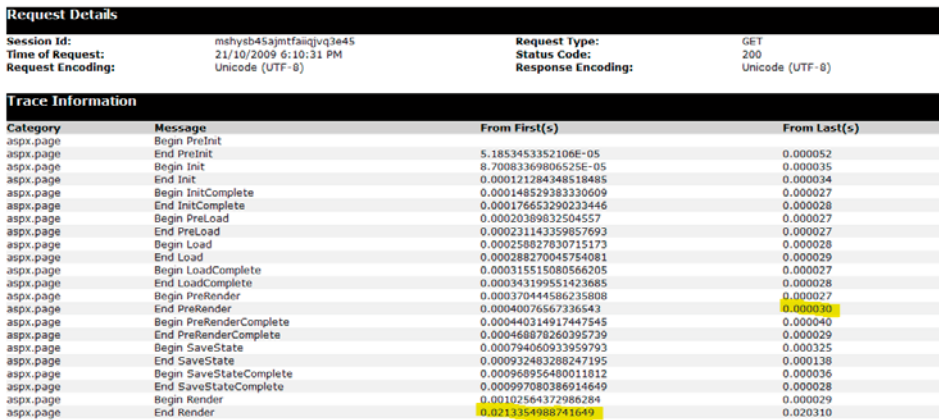 Request Details
Session Id: mshysb45ajmtfaiiqjvq3e45 Request Type: GET
Time of Request: 21/10/2009 6:10:31 PM Status Code: 200
Request Encoding: Unicode (UTF-8) Response Encoding: Unicode (UTF-8)
Trace Information
Category Message From First(s) From Last(s)
aspx.page Begin PreInit
aspx.page End PreInit 5.1853453352106E-05 0.000052
aspx.page Begin Init 8.70083369806525E-05 0.000035
aspx.page End Init 0.000121284348518485 0.000034
aspx.page Begin InitComplete 0.000148529383330609 0.000027
aspx.page End InitComplete 0.000176653290233446 0.000028
aspx.page Begin PreLoad 0.00020389832504557 0.000027
aspx.page End PreLoad 0.000231143359857693 0.000027
aspx.page Begin Load 0.000258827830715173 0.000028
aspx.page End Load 0.000288270045754081 0.000029
aspx.page Begin LoadComplete 0.000315515080566205 0.000027
aspx.page End LoadComplete 0.000343199551423685 0.000028
aspx.page Begin PreRender 0.000370444586235808 0.000027
aspx.page End PreRender 0.00040076567336543 0.000030
aspx.page Begin PreRenderComplete 0.000440314917447545 0.000040
aspx.page End PreRenderComplete 0.000468878260395739 0.000029
aspx.page Begin SaveState 0.000794060933959793 0.000325
aspx.page End SaveState 0.000932483288247195 0.000138
aspx.page Begin SaveStateComplete 0.000968956480011812 0.000036
aspx.page End SaveStateComplete 0.000997080386914649 0.000028
aspx.page Begin Render 0.00102564372986284 0.000029
aspx.page End Render 0.0213354988741649 0.020310